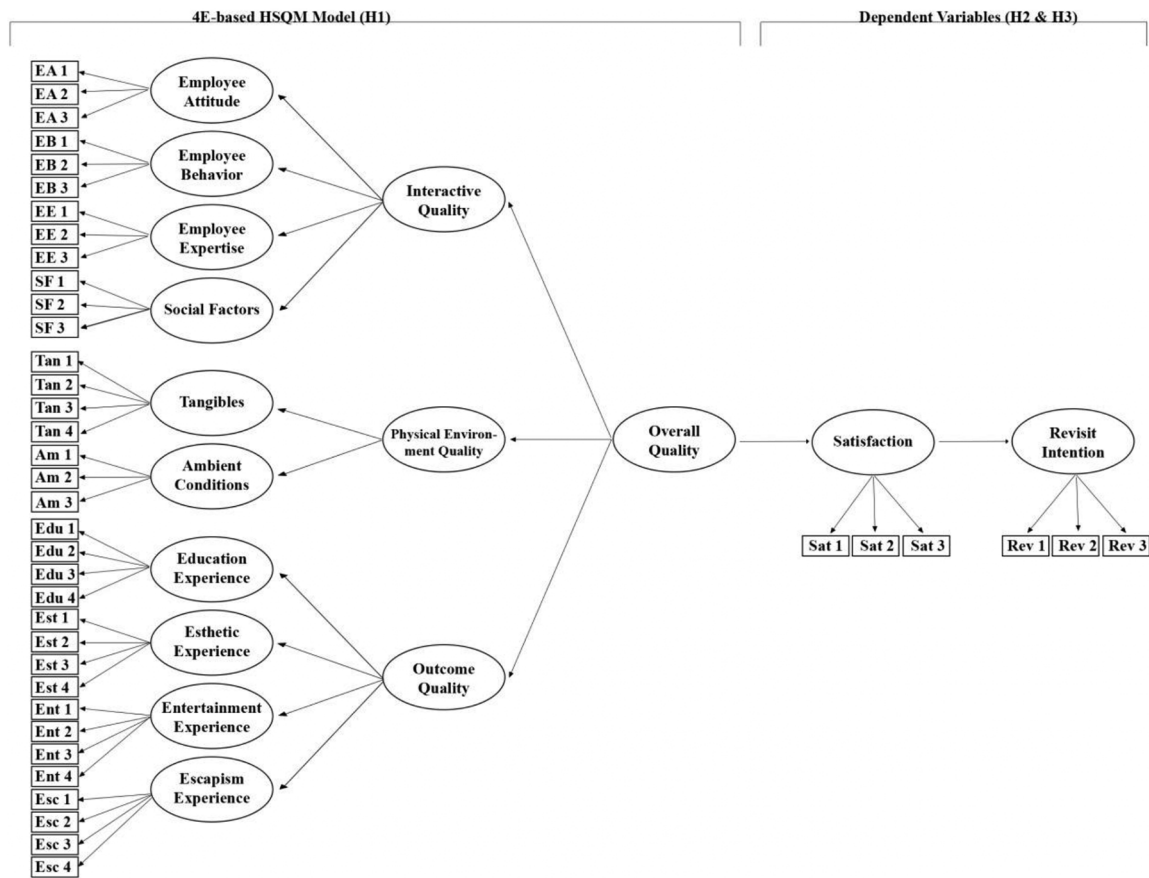 4E-based HSQM Model (H1)
Dependent Variables (H2 & H3)
EA 1
EA 2
EA 3
EB 1
EB 2
EB 3
EE 1
EE 2
EE 3
SF 1
SF 2
SF 3
Tan 1
Tan 2
Tan 3
Tan 4
Am 1
Am 2
Am 3
Edu 1
Edu 2
Edu 3
Edu 4
Est 1
Est 2
Est 3
Est 4
Ent 1
Ent 2
Ent 3
Ent 4
Esc 1
Esc 2
Esc 3
Esc 4
Employee
Attitude
Employee
Behavior
Employee
Expertise
Social Factors
Tangibles
Ambient
Conditions
Education
Experience
Esthetic
Experience
Entertainment
Experience
Escapism
Experience
Interactive
Quality
Physical Environ-
ment Quality
Outcome
Quality
Overall
Quality
Satisfaction
Sat 1
Sat 2
Sat 3
Revisit
Intention
Rev 1
Rev 2
Rev 3